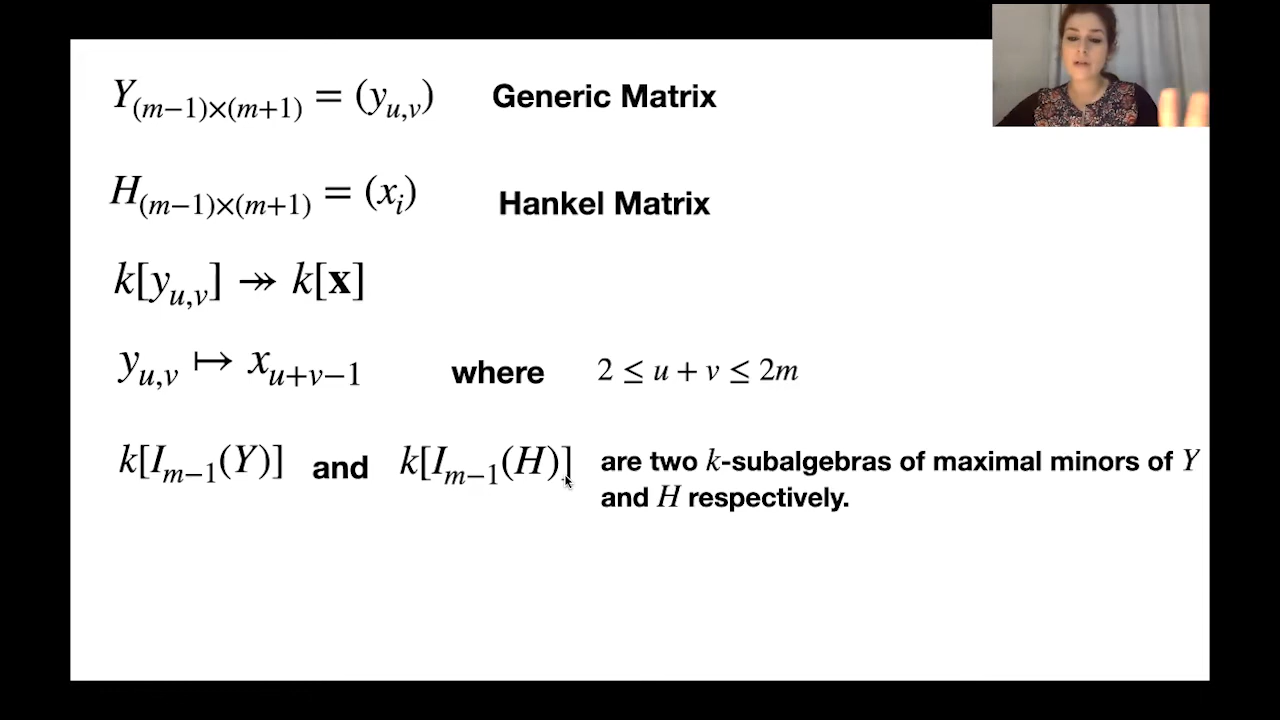 Y_{(m−1)×(m+1)} = (y_{u,v}) Generic Matrix
H_{(m−1)×(m+1)} = (x_i) Hankel Matrix
k[y_{u,v}] ↠ k[𝐱]
y_{u,v} ↦ x_{u+v−1} where 2 ≤ u + v ≤ 2m
k[I_{m−1}(Y)] and k[I_{m−1}(H)] are two k-subalgebras of maximal minors of Y
and H respectively.